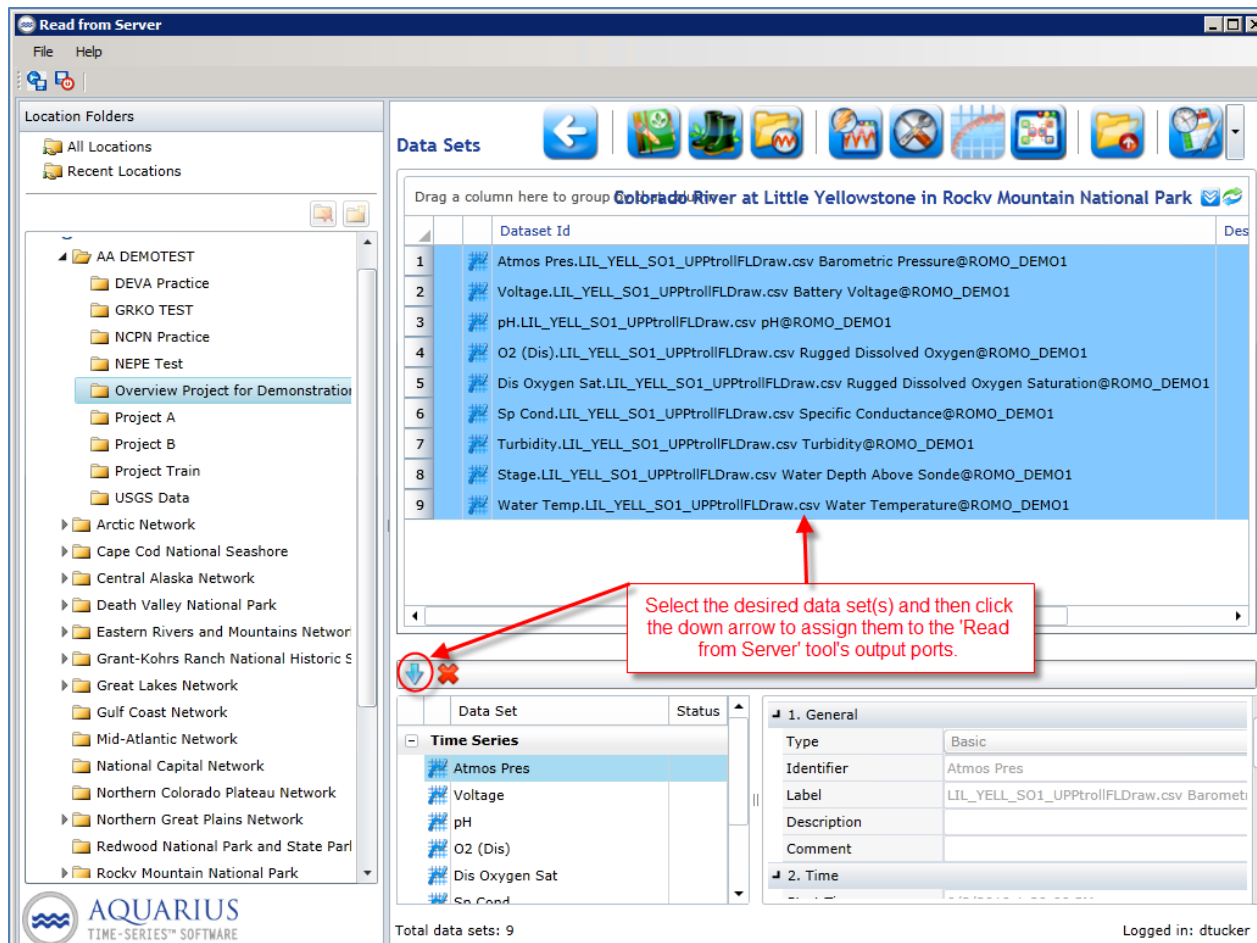 Read from Server
File Help
Location Folders
All Locations
Recent Locations
AA DEMOTEST
DEVA Practice
GRKO TEST
NCPN Practice
NEPE Test
Overview Project for Demonstration
Project A
Project B
Project Train
USGS Data
Arctic Network
Cape Cod National Seashore
Central Alaska Network
Death Valley National Park
Eastern Rivers and Mountains Networ
Grant-Kohrs Ranch National Historic S
Great Lakes Network
Gulf Coast Network
Mid-Atlantic Network
National Capital Network
Northern Colorado Plateau Network
Northern Great Plains Network
Redwood National Park and State Parl
Rocky Mountain National Park
AQUARIUS
TIME-SERIES™ SOFTWARE
Data Sets
Drag a column here to group by that column
Colorado River at Little Yellowstone in Rocky Mountain National Park
Dataset Id Des
1 Atmos Pres.LIL_YELL_SO1_UPPtrollFLDraw.csv Barometric Pressure@ROMO_DEMO1
2 Voltage.LIL_YELL_SO1_UPPtrollFLDraw.csv Battery Voltage@ROMO_DEMO1
3 pH.LIL_YELL_SO1_UPPtrollFLDraw.csv pH@ROMO_DEMO1
4 O2 (Dis).LIL_YELL_SO1_UPPtrollFLDraw.csv Rugged Dissolved Oxygen@ROMO_DEMO1
5 Dis Oxygen Sat.LIL_YELL_SO1_UPPtrollFLDraw.csv Rugged Dissolved Oxygen Saturation@ROMO_DEMO1
6 Sp Cond.LIL_YELL_SO1_UPPtrollFLDraw.csv Specific Conductance@ROMO_DEMO1
7 Turbidity.LIL_YELL_SO1_UPPtrollFLDraw.csv Turbidity@ROMO_DEMO1
8 Stage.LIL_YELL_SO1_UPPtrollFLDraw.csv Water Depth Above Sonde@ROMO_DEMO1
9 Water Temp.LIL_YELL_SO1_UPPtrollFLDraw.csv Water Temperature@ROMO_DEMO1
Select the desired data set(s) and then click
the down arrow to assign them to the 'Read
from Server' tool's output ports.
Data Set Status
Time Series
Atmos Pres
Voltage
pH
O2 (Dis)
Dis Oxygen Sat
Sp Cond
1. General
Type Basic
Identifier Atmos Pres
Label LIL_YELL_SO1_UPPtrollFLDraw.csv Barometr
Description
Comment
2. Time
Total data sets: 9
Logged in: dtucker